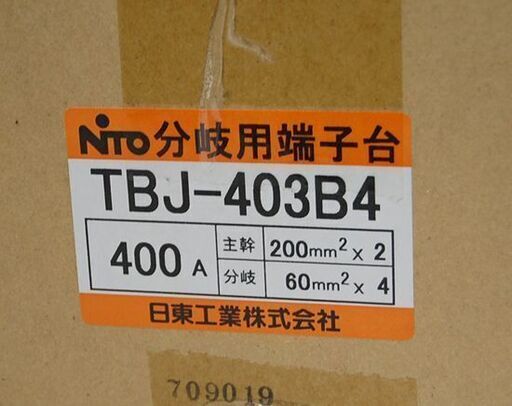 NITO 分岐用端子台
TBJ-403B4
400 A
主幹 200mm² x 2
分岐 60mm² x 4
日東工業株式会社
709019